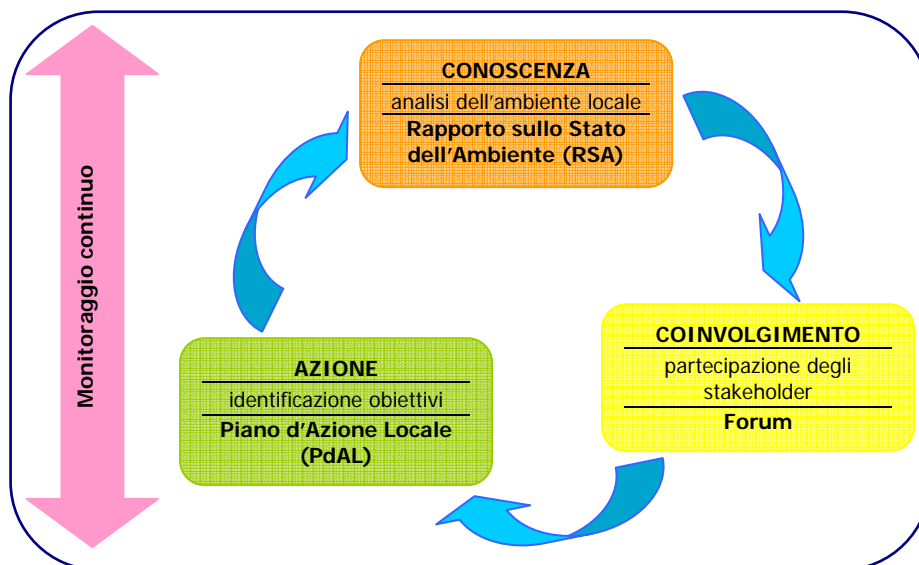 Monitoraggio continuo
CONOSCENZA
analisi dell'ambiente locale
Rapporto sullo Stato
dell'Ambiente (RSA)
COINVOLGIMENTO
partecipazione degli
stakeholder
Forum
AZIONE
identificazione obiettivi
Piano d'Azione Locale
(PdAL)